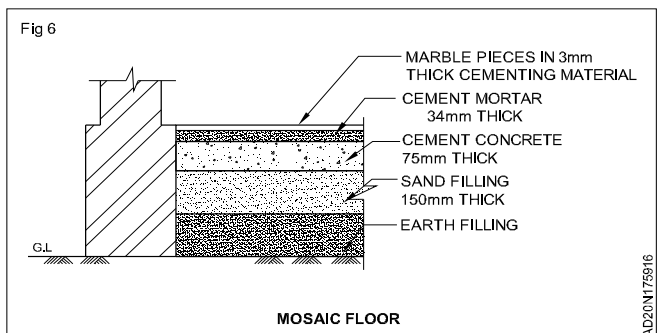 Fig 6
MARBLE PIECES IN 3mm
THICK CEMENTING MATERIAL
CEMENT MORTAR
34mm THICK
CEMENT CONCRETE
75mm THICK
SAND FILLING
150mm THICK
EARTH FILLING
G.L
MOSAIC FLOOR
AD20N175916